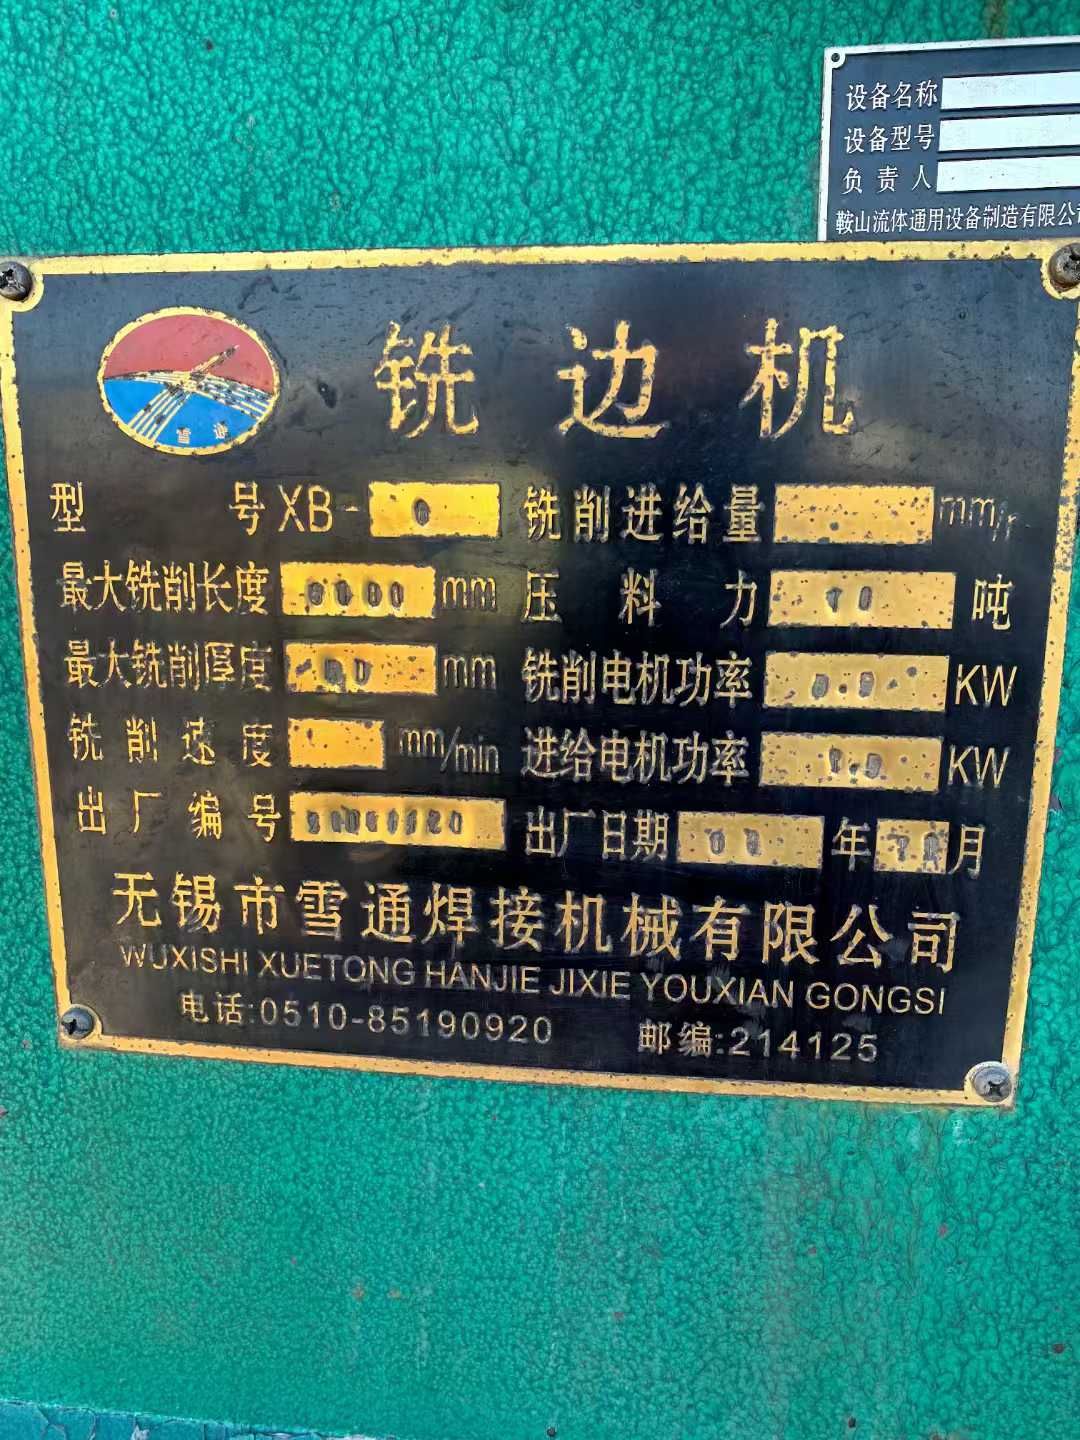 设备名称
设备型号
负责人
鞍山流体通用设备制造有限公司
雪通
铣边机
型号XB-
铣削进给量 mm/r
最大铣削长度 mm
压料力 10 吨
最大铣削厚度 mm
铣削电机功率 KW
铣削速度 mm/min
进给电机功率 KW
出厂编号
出厂日期 年 月
无锡市雪通焊接机械有限公司
WUXISHI XUETONG HANJIE JIXIE YOUXIAN GONGSI
电话:0510-85190920 邮编:214125